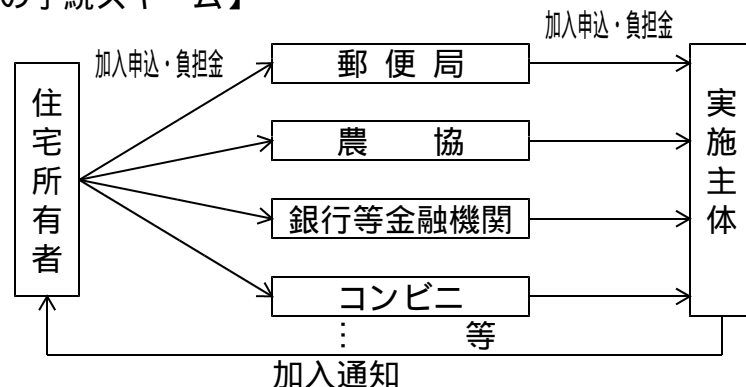 の手続スキーム】
加入申込・負担金
加入申込・負担金
住宅所有者
郵便局
農協
銀行等金融機関
コンビニ
⋮ 等
実施主体
加入通知